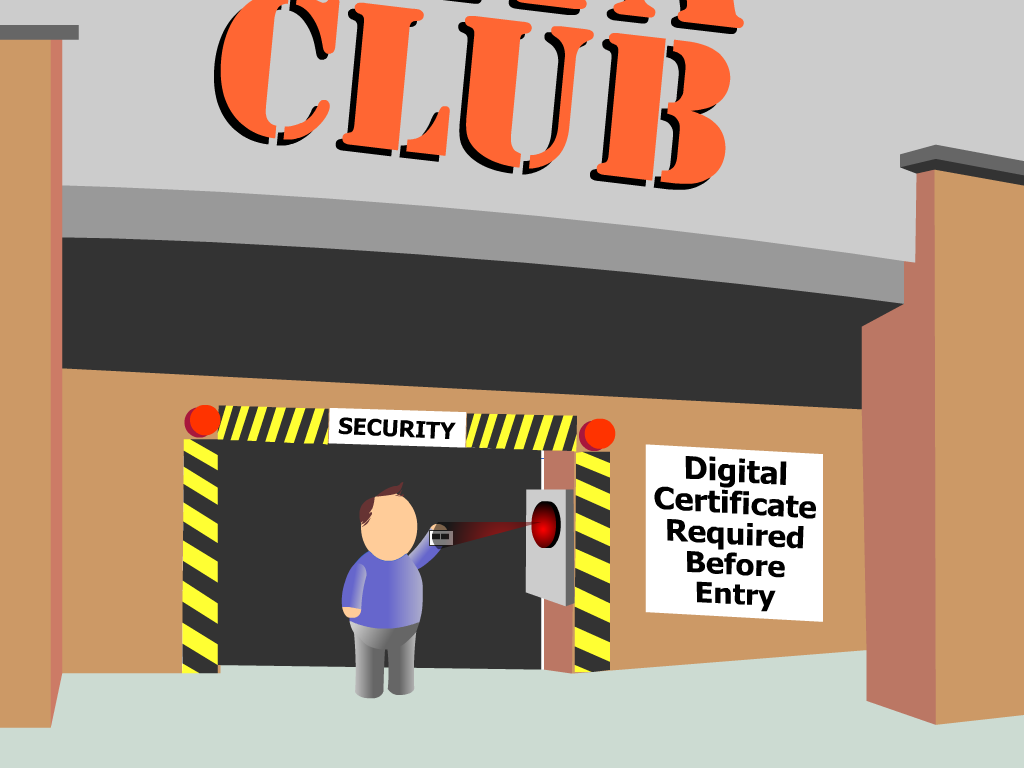 CLUB
SECURITY
Digital
Certificate
Required
Before
Entry